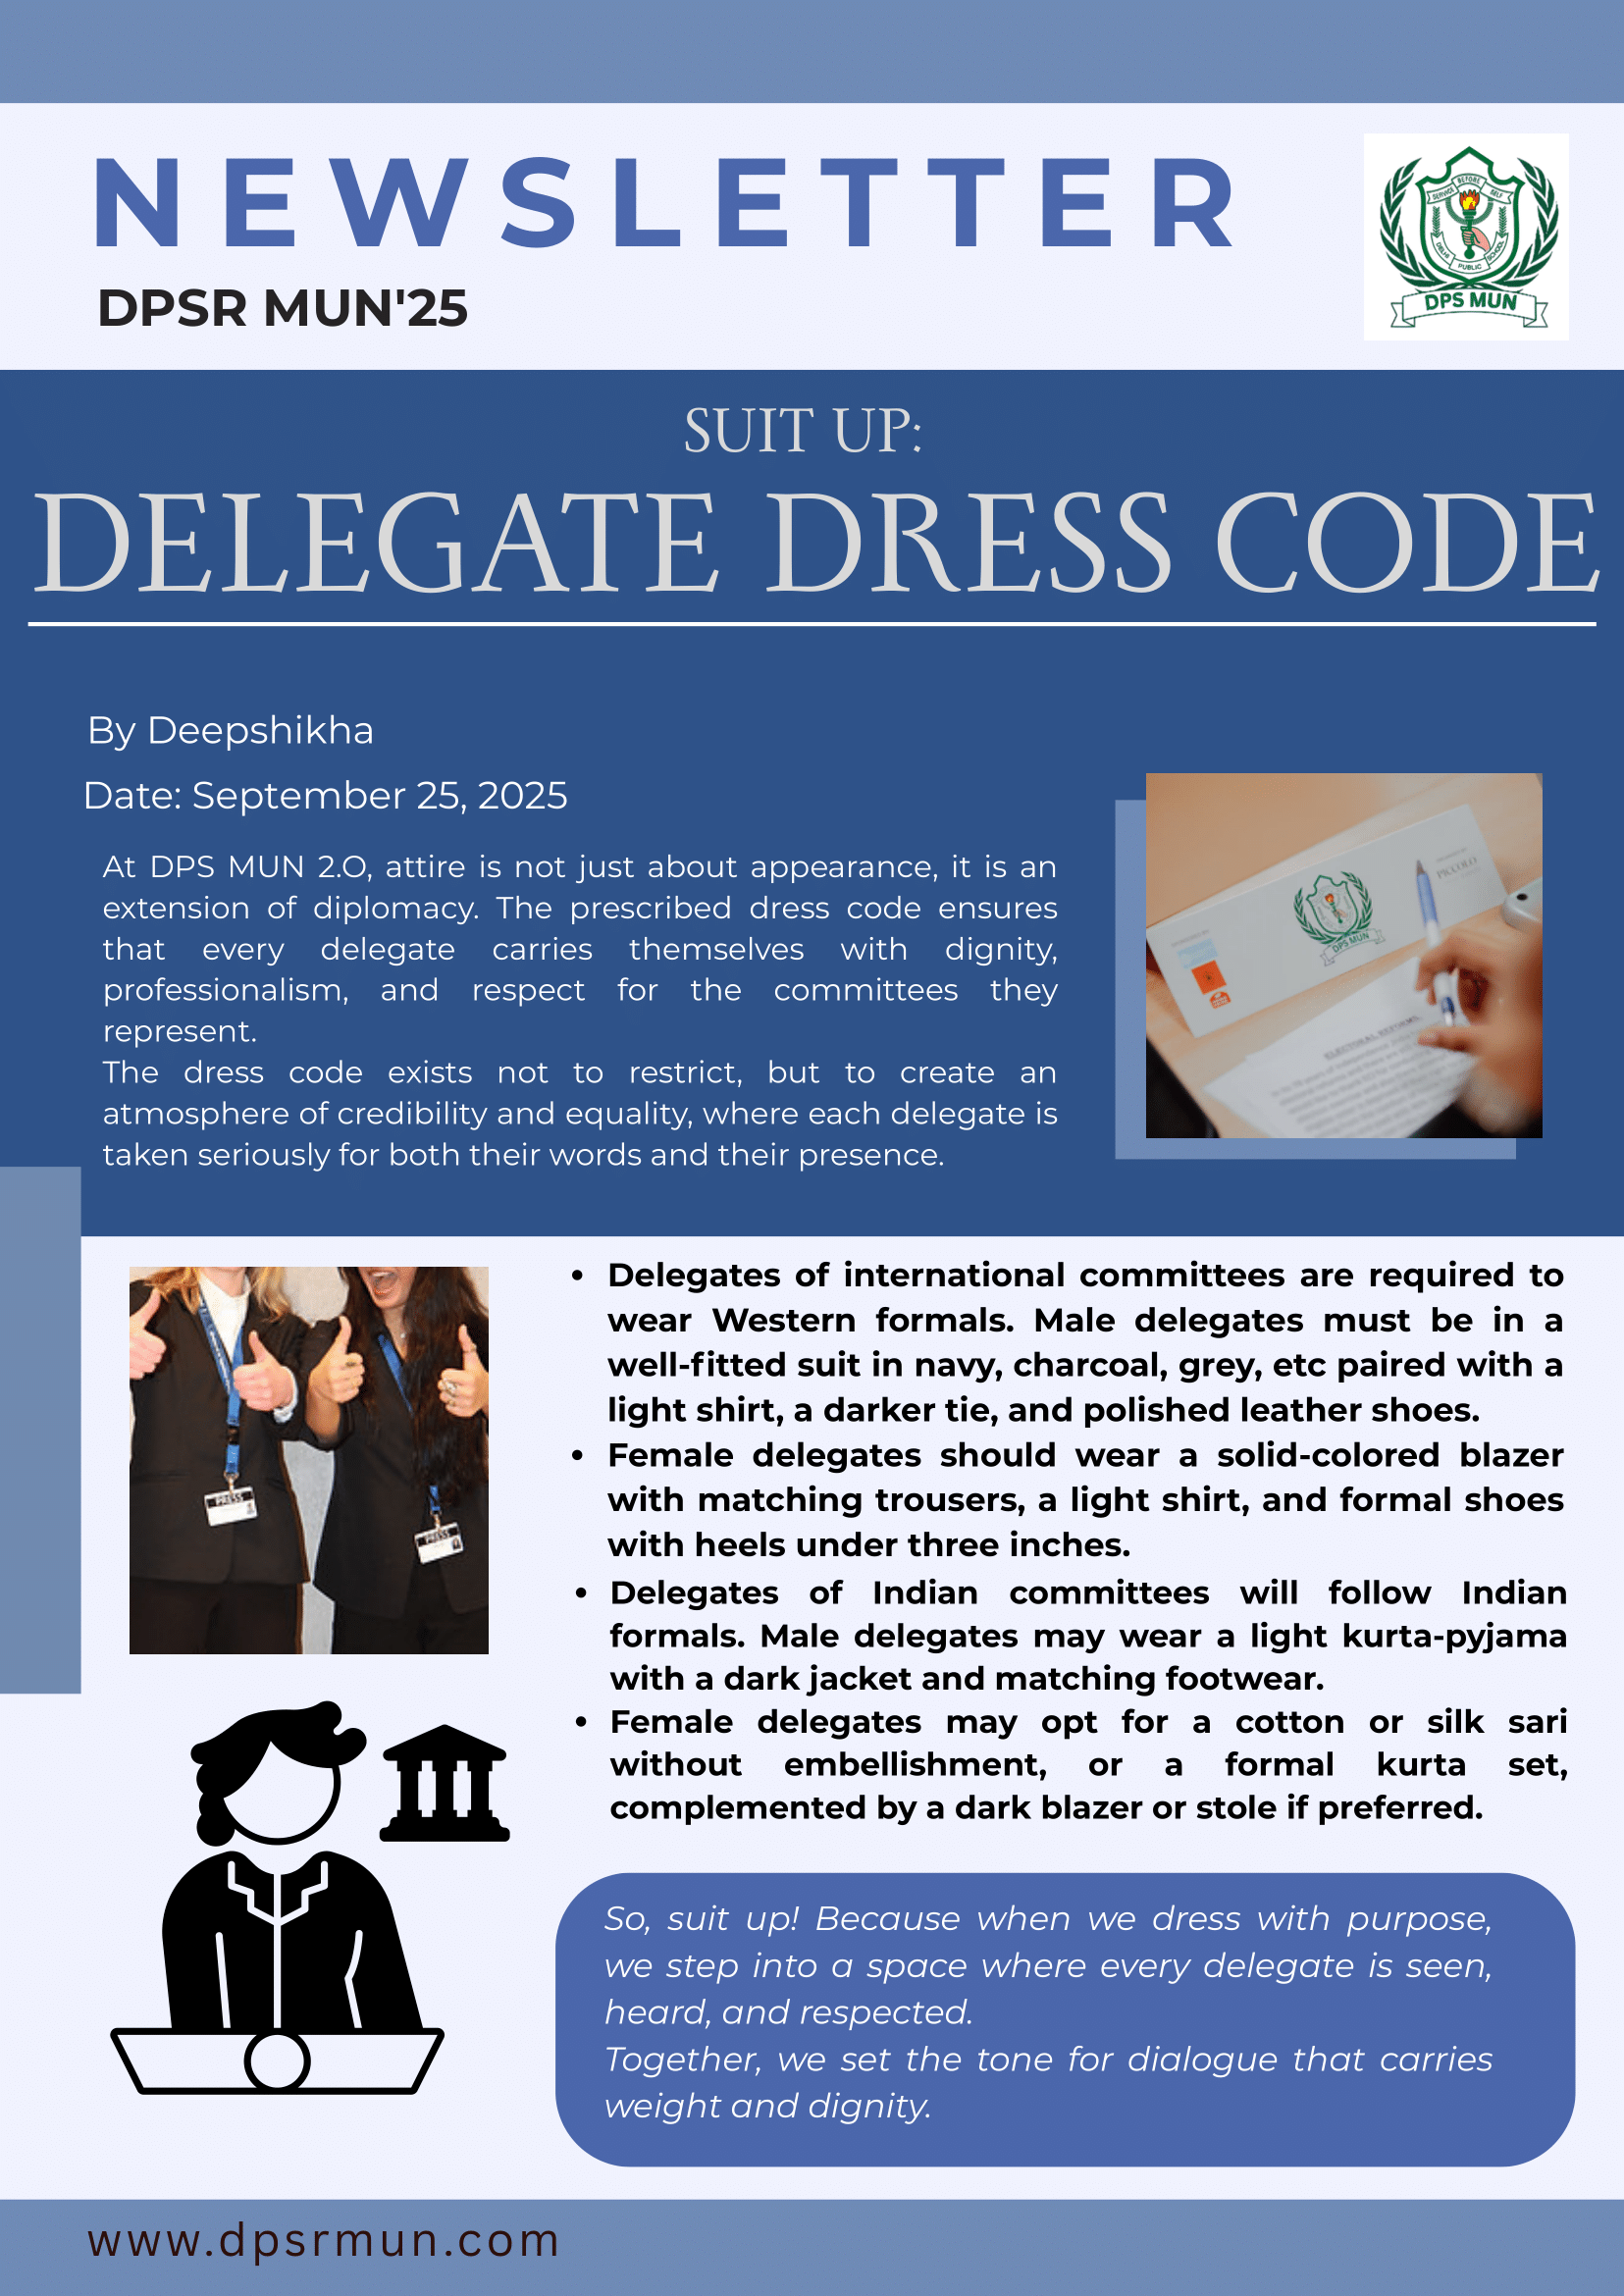 NEWSLETTER
DPSR MUN'25
SERVICE BEFORE SELF
DELHI PUBLIC SCHOOL
DPS MUN
SUIT UP:
DELEGATE DRESS CODE
By Deepshikha
Date: September 25, 2025
At DPS MUN 2.O, attire is not just about appearance, it is an
extension of diplomacy. The prescribed dress code ensures
that every delegate carries themselves with dignity,
professionalism, and respect for the committees they
represent.
The dress code exists not to restrict, but to create an
atmosphere of credibility and equality, where each delegate is
taken seriously for both their words and their presence.
PICCOLO
DPS MUN
ELECTORAL REFORMS
• Delegates of international committees are required to
wear Western formals. Male delegates must be in a
well-fitted suit in navy, charcoal, grey, etc paired with a
light shirt, a darker tie, and polished leather shoes.
• Female delegates should wear a solid-colored blazer
with matching trousers, a light shirt, and formal shoes
with heels under three inches.
• Delegates of Indian committees will follow Indian
formals. Male delegates may wear a light kurta-pyjama
with a dark jacket and matching footwear.
• Female delegates may opt for a cotton or silk sari
without embellishment, or a formal kurta set,
complemented by a dark blazer or stole if preferred.
PRESS
PRESS
So, suit up! Because when we dress with purpose,
we step into a space where every delegate is seen,
heard, and respected.
Together, we set the tone for dialogue that carries
weight and dignity.
www.dpsrmun.com